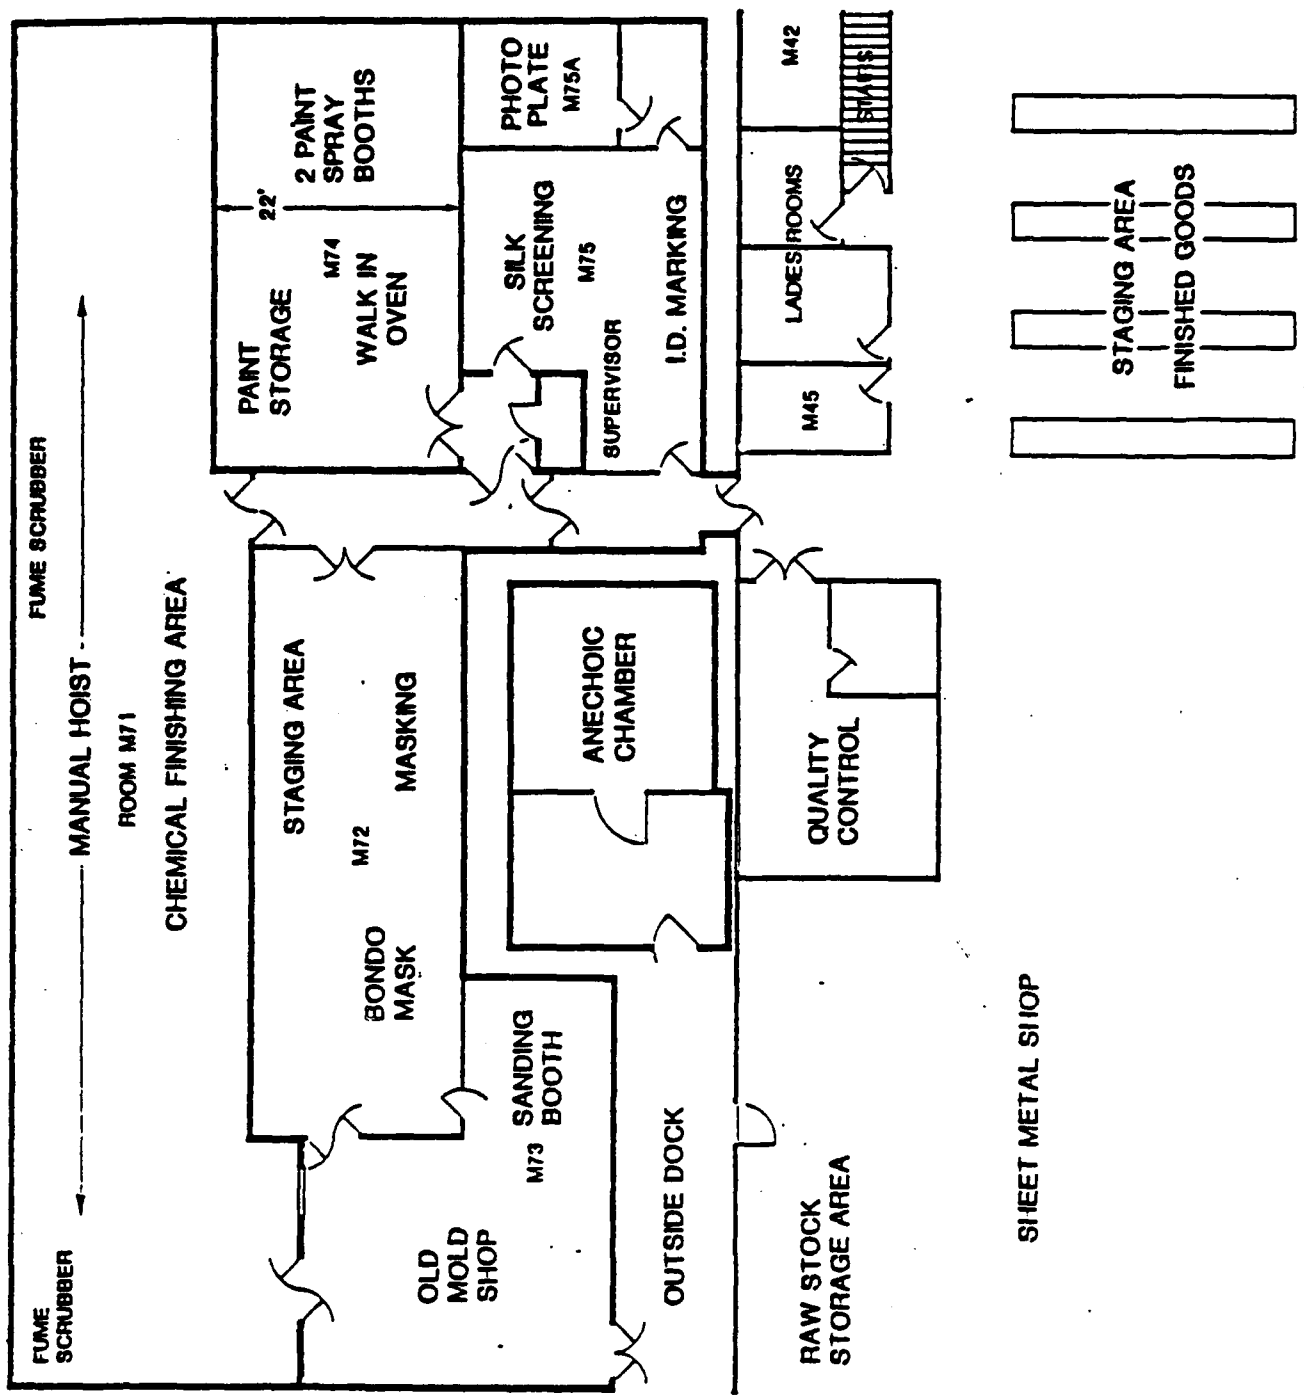 FUME
SCRUBBER
FUME SCRUBBER
MANUAL HOIST
ROOM M71
CHEMICAL FINISHING AREA
STAGING AREA
M72
BONDO
MASK
MASKING
PAINT
STORAGE
22'
M74
WALK IN
OVEN
2 PAINT
SPRAY
BOOTHS
OLD
MOLD
SHOP
M73
SANDING
BOOTH
ANECHOIC
CHAMBER
SILK
SCREENING
M75
SUPERVISOR
I.D. MARKING
PHOTO
PLATE
M75A
OUTSIDE DOCK
RAW STOCK
STORAGE AREA
QUALITY
CONTROL
M45
LADES ROOMS
M42
STAIRS
SHEET METAL SHOP
STAGING AREA
FINISHED GOODS